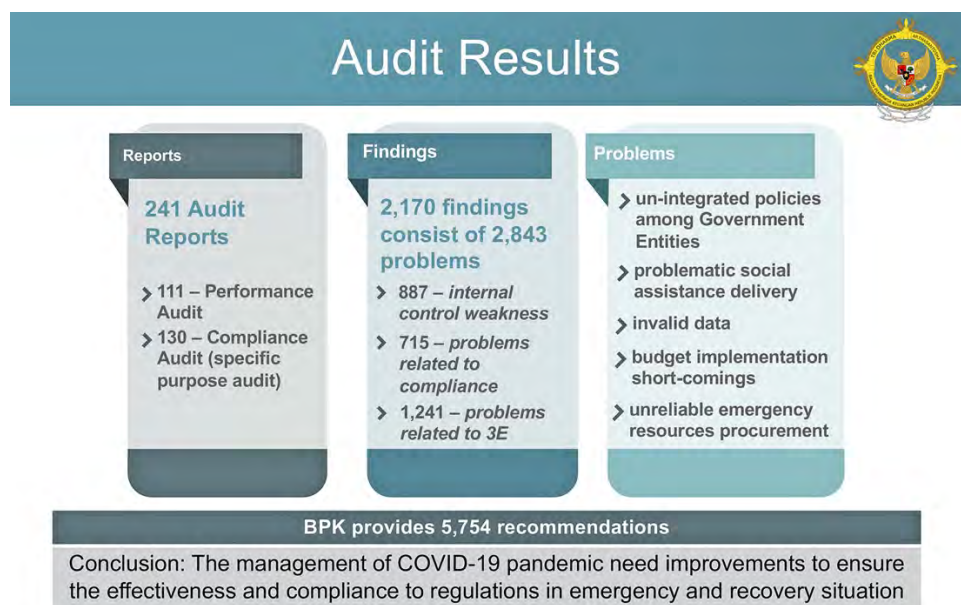 Audit Results
Reports
241 Audit
Reports
111 – Performance
Audit
130 – Compliance
Audit (specific
purpose audit)
Findings
2,170 findings
consist of 2,843
problems
887 – internal
control weakness
715 – problems
related to
compliance
1,241 – problems
related to 3E
Problems
un-integrated policies
among Government
Entities
problematic social
assistance delivery
invalid data
budget implementation
short-comings
unreliable emergency
resources procurement
BPK provides 5,754 recommendations
Conclusion: The management of COVID-19 pandemic need improvements to ensure
the effectiveness and compliance to regulations in emergency and recovery situation